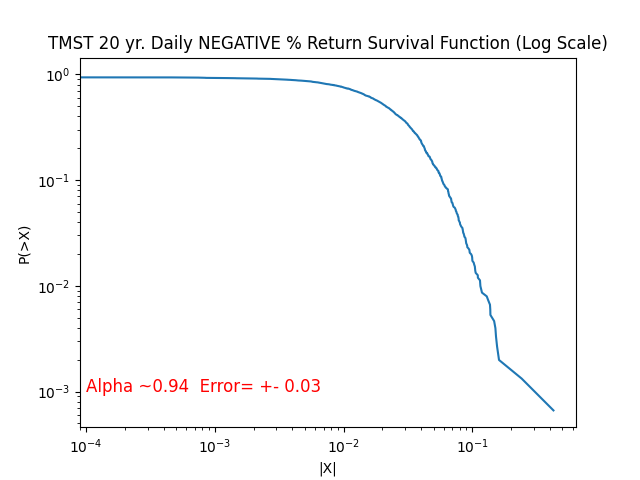 TMST 20 yr. Daily NEGATIVE % Return Survival Function (Log Scale)
10⁰
10⁻¹
10⁻²
10⁻³
P(>X)
Alpha ~0.94  Error= +- 0.03
10⁻⁴ 10⁻³ 10⁻² 10⁻¹
|X|